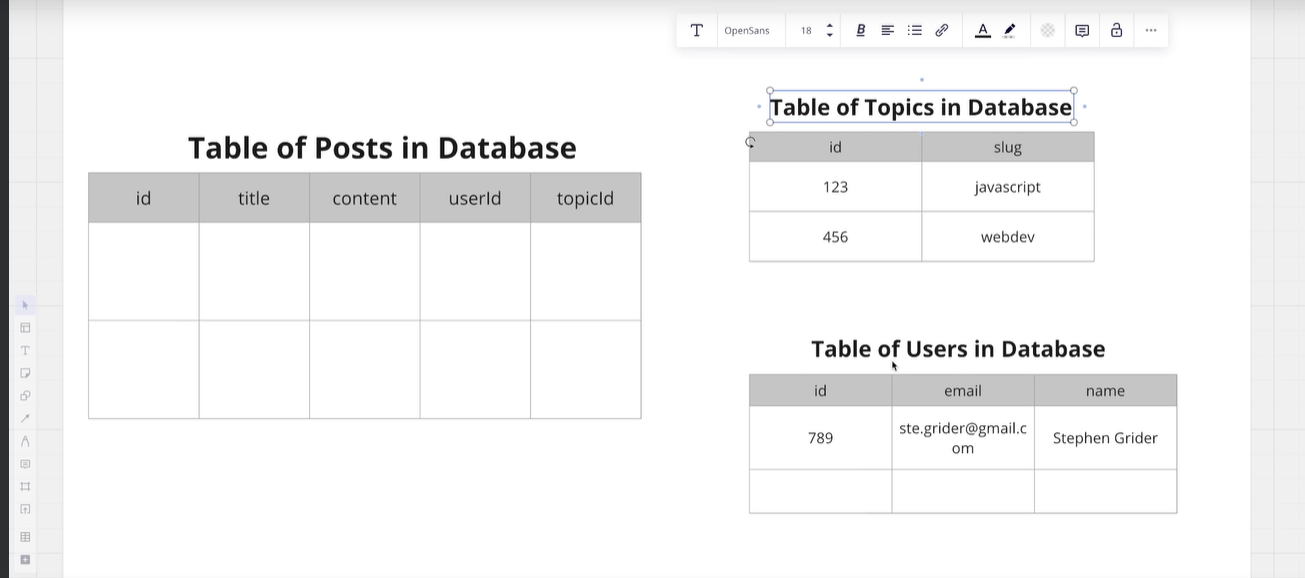 OpenSans 18 B A
Table of Topics in Database
id slug
123 javascript
456 webdev
Table of Posts in Database
id title content userId topicId
Table of Users in Database
id email name
789 ste.grider@gmail.c
om Stephen Grider